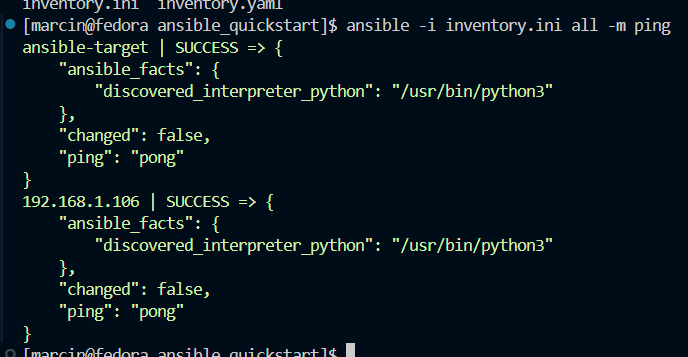 inventory.ini  inventory.yaml
[marcin@fedora ansible_quickstart]$ ansible -i inventory.ini all -m ping
ansible-target | SUCCESS => {
    "ansible_facts": {
        "discovered_interpreter_python": "/usr/bin/python3"
    },
    "changed": false,
    "ping": "pong"
}
192.168.1.106 | SUCCESS => {
    "ansible_facts": {
        "discovered_interpreter_python": "/usr/bin/python3"
    },
    "changed": false,
    "ping": "pong"
}
[marcin@fedora ansible_quickstart]$